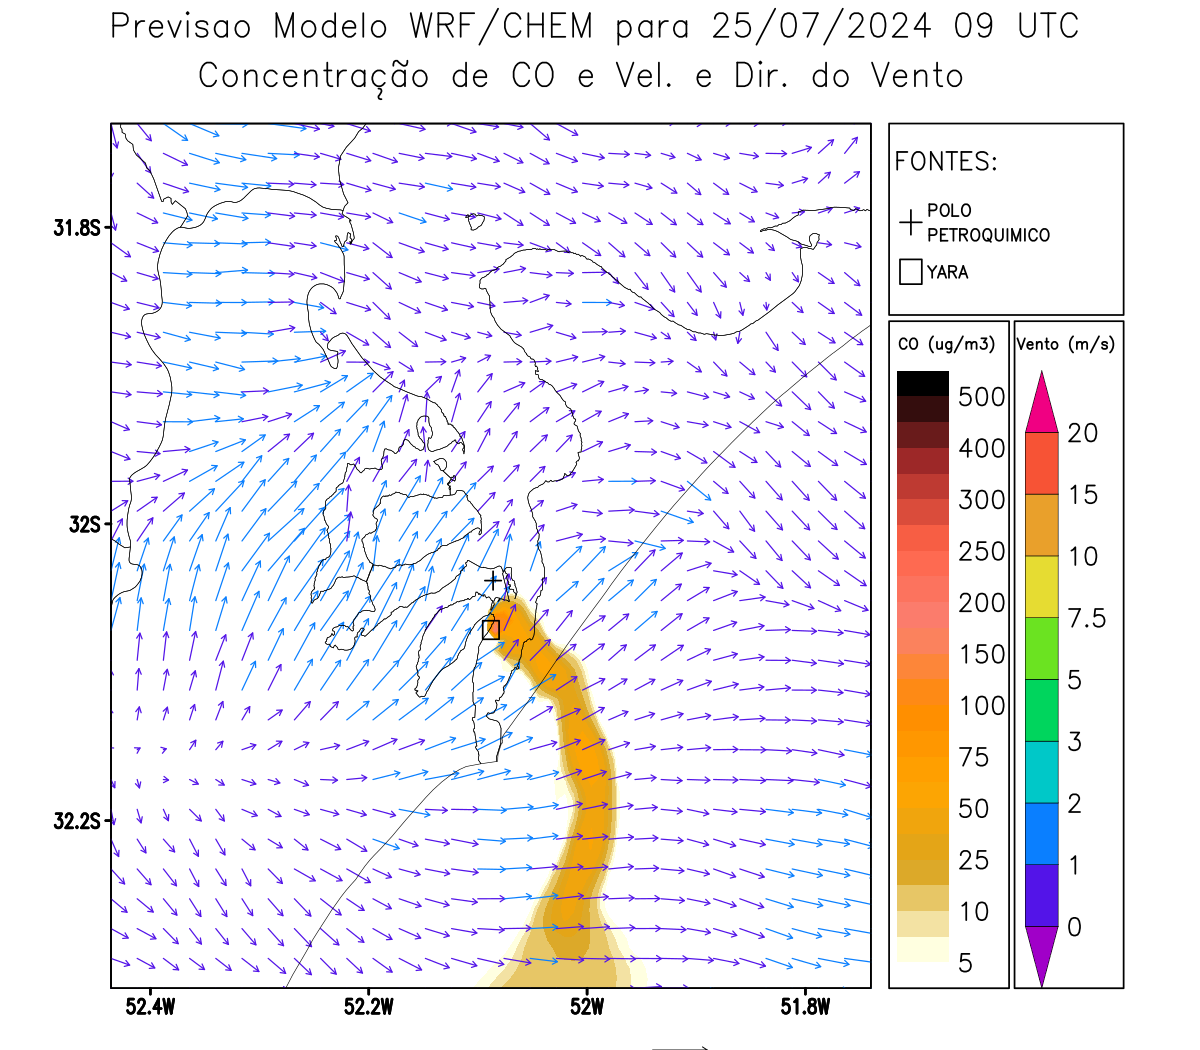 Previsao Modelo WRF/CHEM para 25/07/2024 09 UTC
Concentração de CO e Vel. e Dir. do Vento
FONTES:
POLO
PETROQUIMICO
YARA
CO (ug/m3)
500
400
300
250
200
150
100
75
50
25
10
5
Vento (m/s)
20
15
10
7.5
5
3
2
1
0
31.8S
32S
32.2S
52.4W
52.2W
52W
51.8W